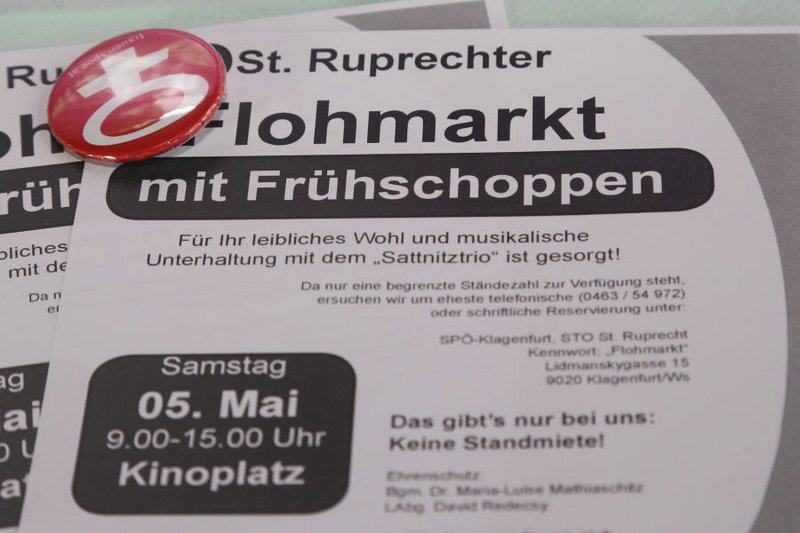 St. Ruprechter
Flohmarkt
mit Frühschoppen
Für Ihr leibliches Wohl und musikalische
Unterhaltung mit dem „Sattnitztrio“ ist gesorgt!
Da nur eine begrenzte Ständezahl zur Verfügung steht,
ersuchen wir um eheste telefonische (0463 / 54 972)
oder schriftliche Reservierung unter:
SPÖ-Klagenfurt, STO St. Ruprecht
Kennwort: „Flohmarkt“
Lidmanskygasse 15
9020 Klagenfurt/Ws
Samstag
05. Mai
9.00-15.00 Uhr
Kinoplatz
Das gibt's nur bei uns:
Keine Standmiete!
Ehrenschutz:
Bgm. Dr. Maria-Luise Mathiaschitz
LAbg. David Redecsy